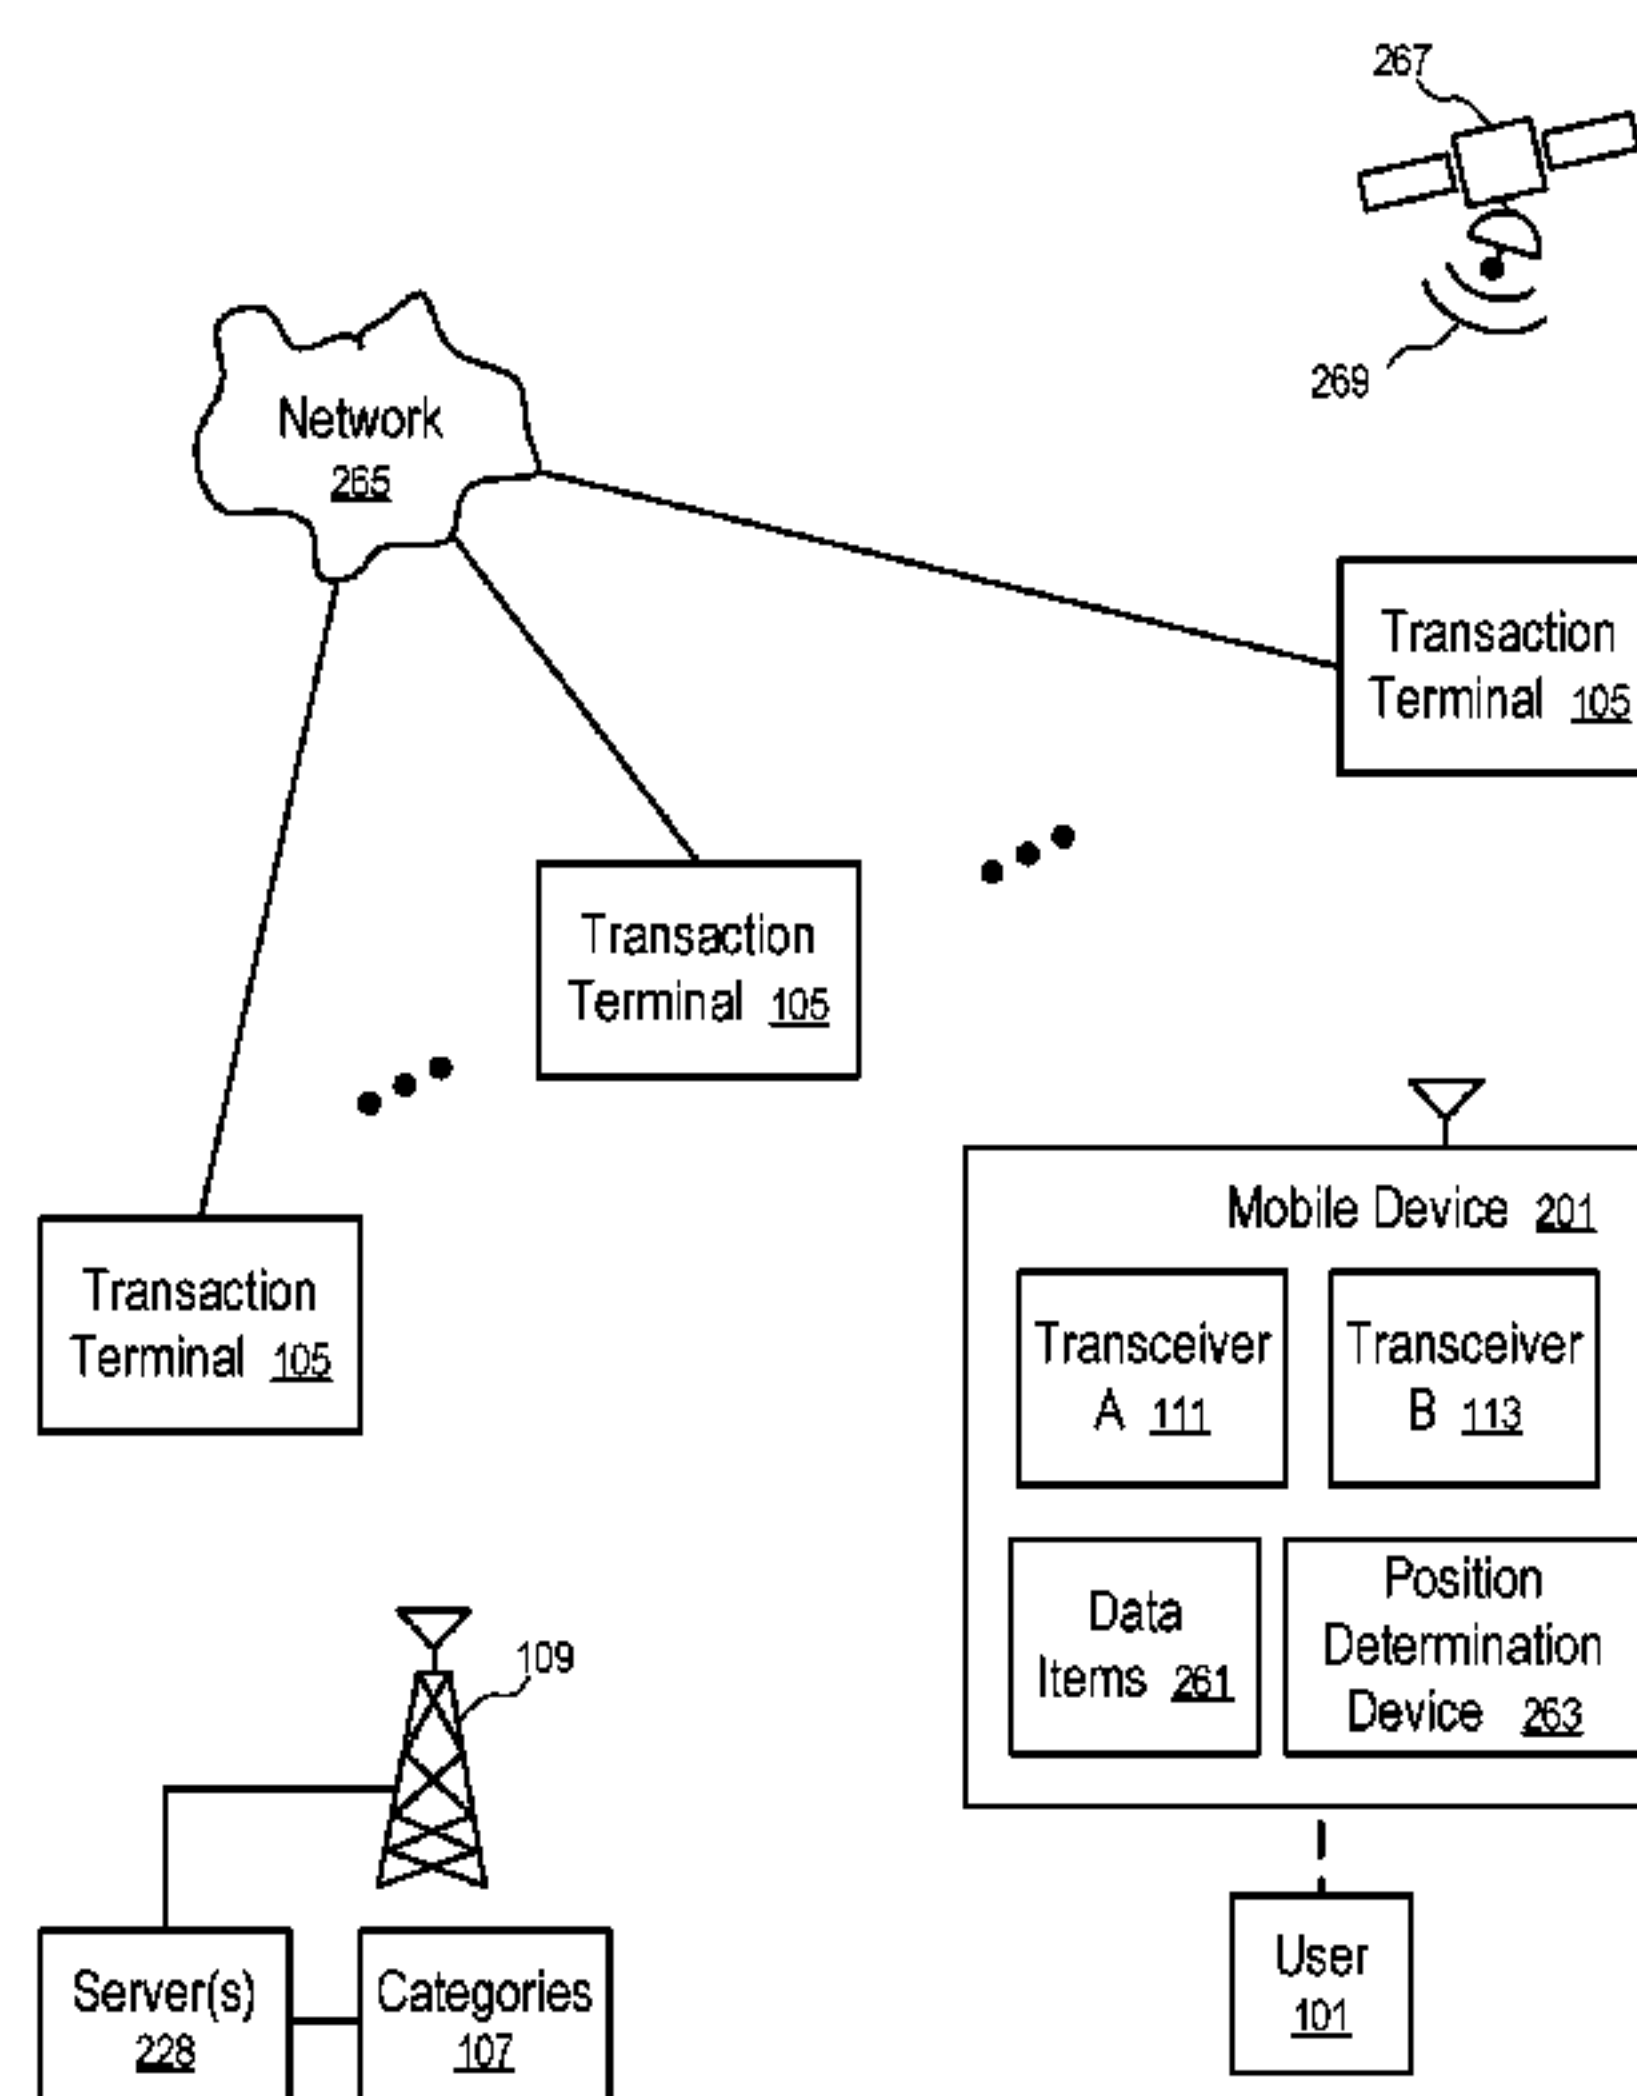 267
269
Network
265
Transaction
Terminal 105
Transaction
Terminal 105
Transaction
Terminal 105
Mobile Device 201
Transceiver
A 111
Transceiver
B 113
Data
Items 261
Position
Determination
Device 263
109
Server(s)
228
Categories
107
User
101